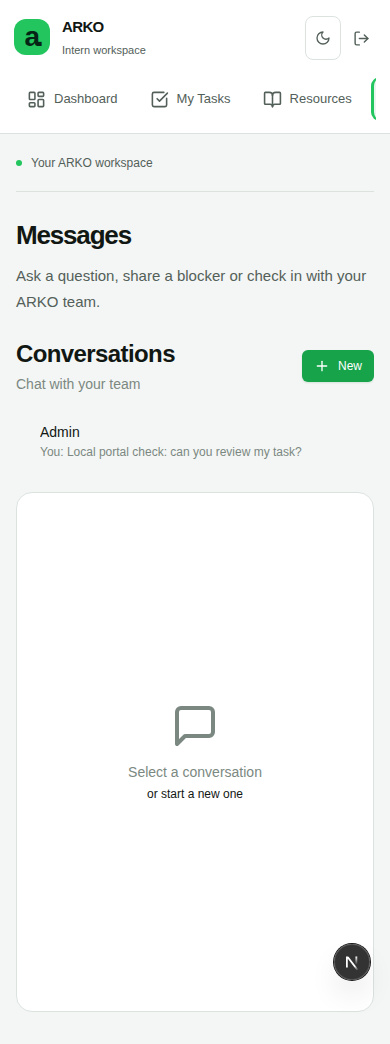 a
ARKO
Intern workspace
Dashboard
My Tasks
Resources
Your ARKO workspace
Messages
Ask a question, share a blocker or check in with your
ARKO team.
Conversations
Chat with your team
New
Admin
You: Local portal check: can you review my task?
Select a conversation
or start a new one
N